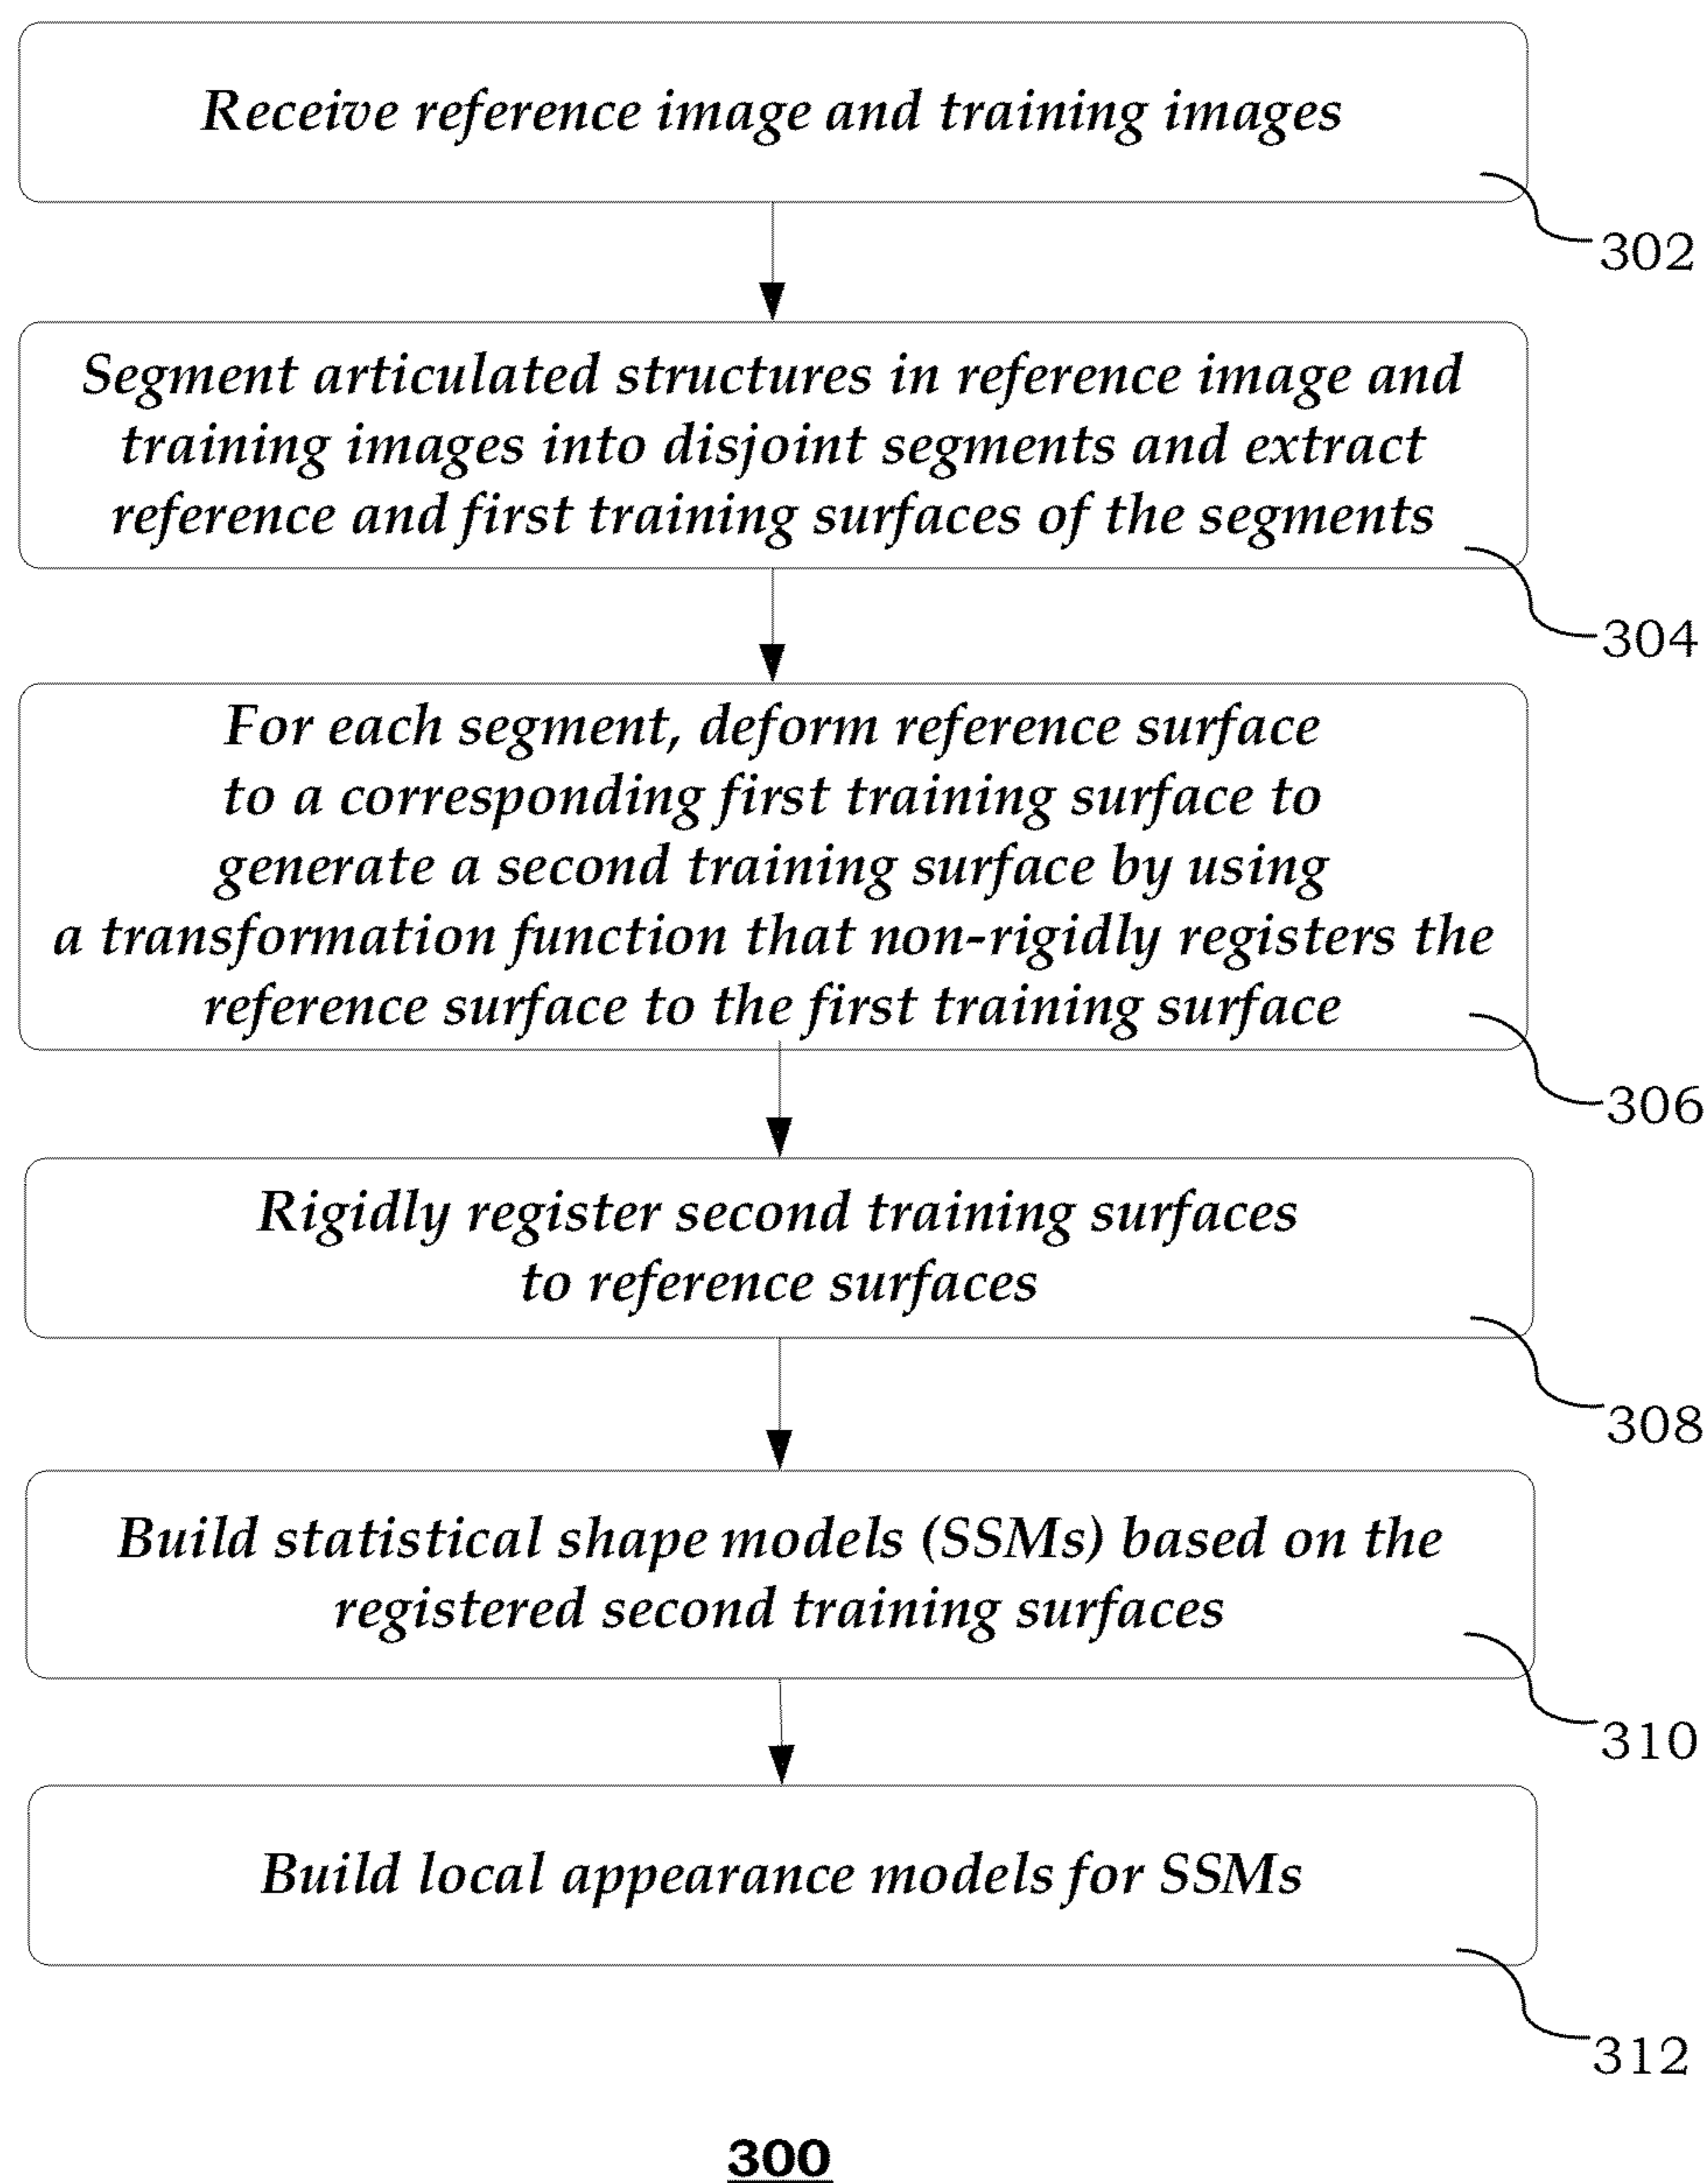 Receive reference image and training images
302
Segment articulated structures in reference image and
training images into disjoint segments and extract
reference and first training surfaces of the segments
304
For each segment, deform reference surface
to a corresponding first training surface to
generate a second training surface by using
a transformation function that non-rigidly registers the
reference surface to the first training surface
306
Rigidly register second training surfaces
to reference surfaces
308
Build statistical shape models (SSMs) based on the
registered second training surfaces
310
Build local appearance models for SSMs
312
300